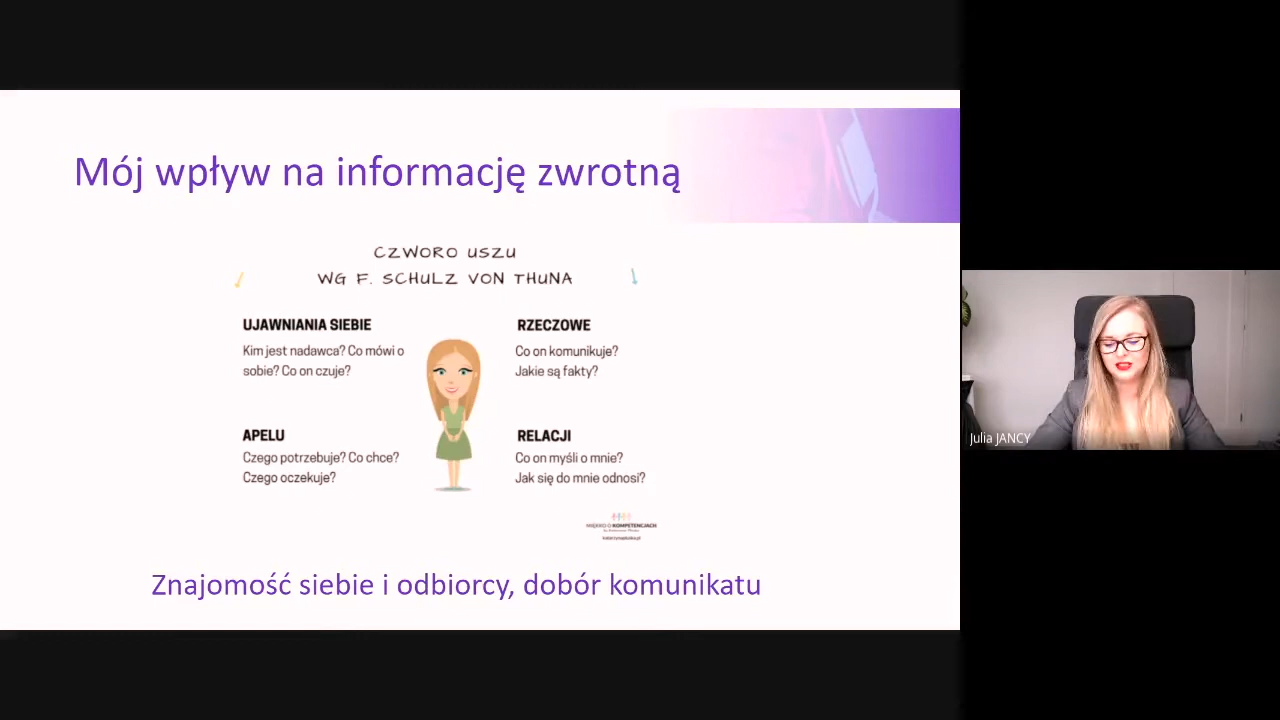 Mój wpływ na informację zwrotną
CZWORO USZU
WG F. SCHULZ VON THUNA
UJAWNIANIA SIEBIE
Kim jest nadawca? Co mówi o
sobie? Co on czuje?
RZECZOWE
Co on komunikuje?
Jakie są fakty?
APELU
Czego potrzebuje? Co chce?
Czego oczekuje?
RELACJI
Co on myśli o mnie?
Jak się do mnie odnosi?
MIĘKKO O KOMPETENCJACH
Znajomość siebie i odbiorcy, dobór komunikatu
Julia JANCY